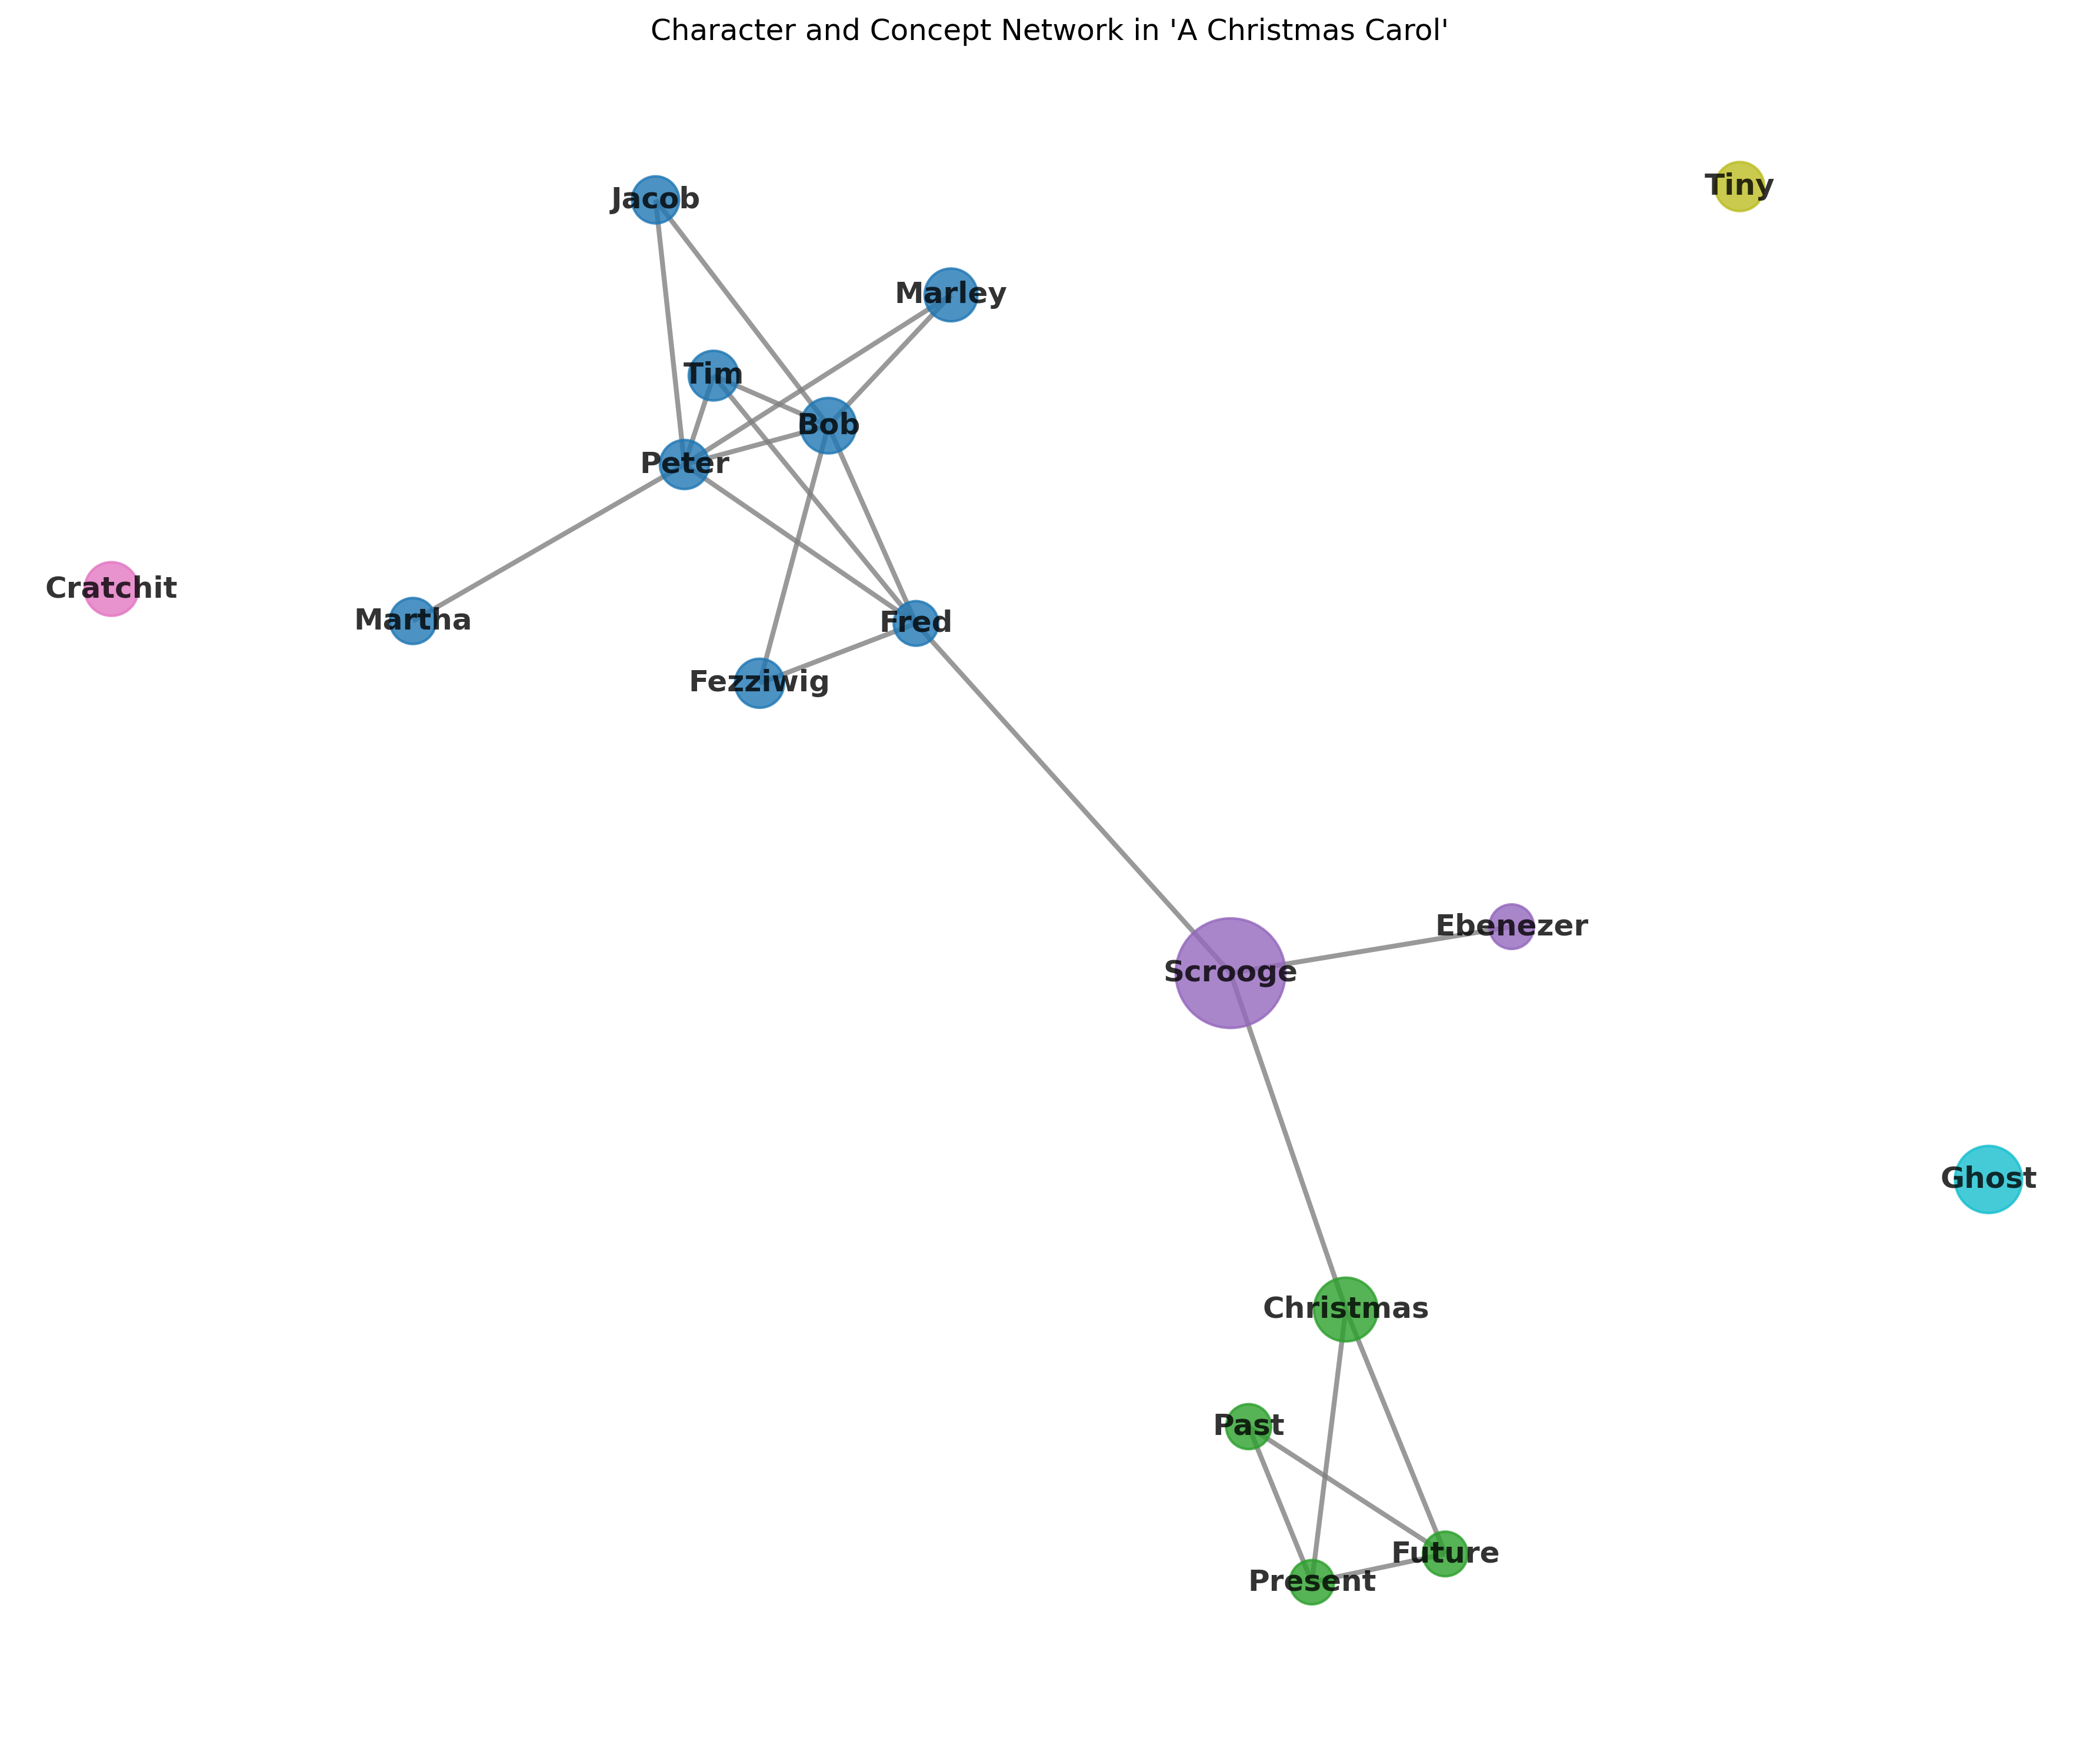 Character and Concept Network in 'A Christmas Carol'
Tiny
Jacob
Marley
Tim
Bob
Peter
Cratchit
Martha
Fred
Fezziwig
Ebenezer
Scrooge
Ghost
Christmas
Past
Future
Present